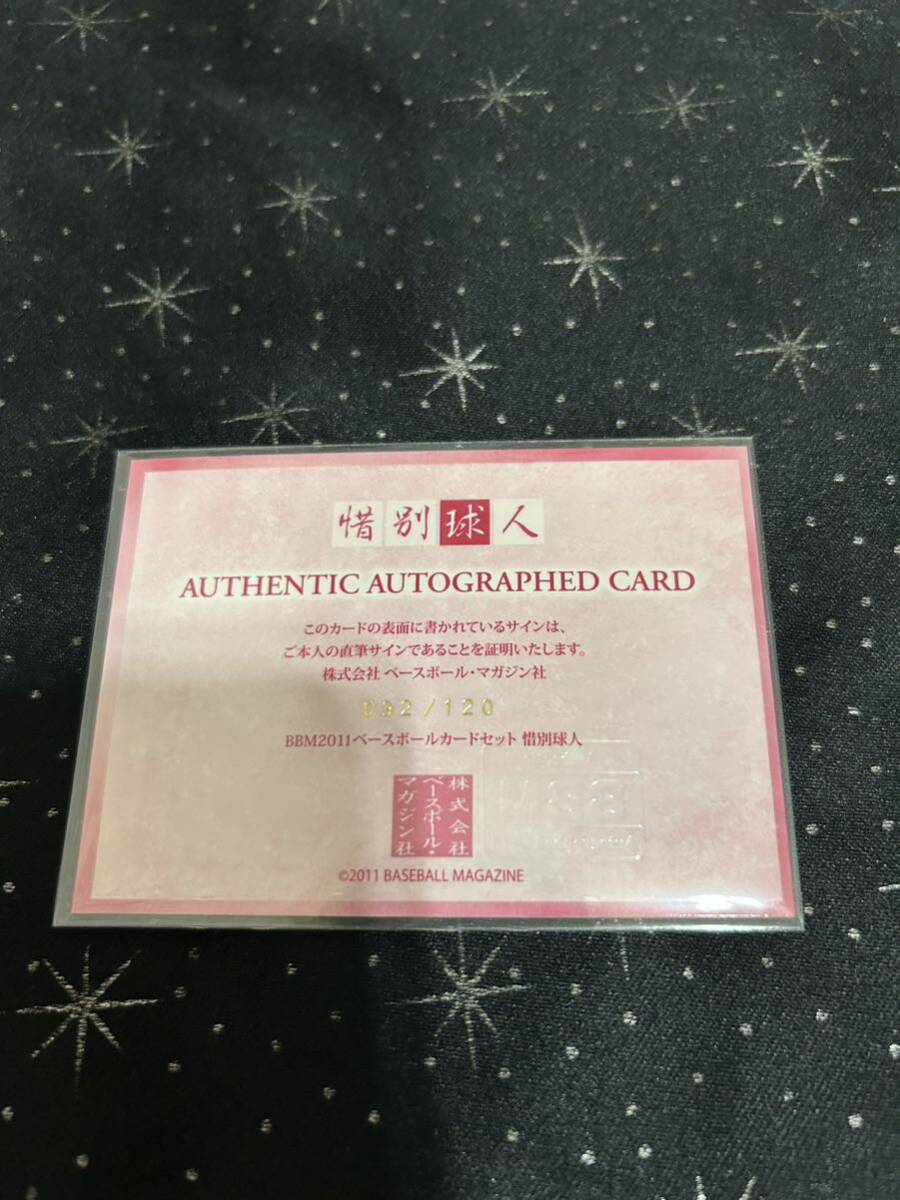 惜別球人
AUTHENTIC AUTOGRAPHED CARD
このカードの表面に書かれているサインは、
ご本人の直筆サインであることを証明いたします。
株式会社 ベースボール・マガジン社
092/120
BBM2011ベースボールカードセット 惜別球人
株式会社
ベースボール・
マガジン社
©2011 BASEBALL MAGAZINE